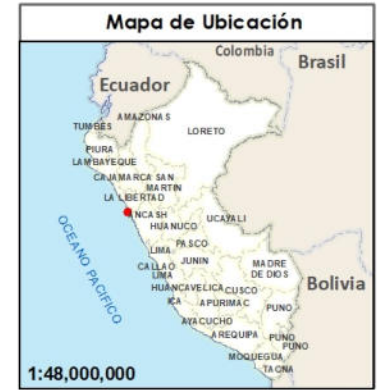 Mapa de Ubicación
Colombia
Brasil
Ecuador
AMAZONAS
TUMBES
LORETO
PIURA
LAMBAYEQUE
CAJAMARCA SAN
MARTIN
LA LIBERTAD
NCASH
UCAYALI
HUANUCO
OCEANO PACIFICO
PASCO
LIMA
JUNIN
MADRE
DE DIOS
CALLAO
LIMA
Bolivia
HUANCAVELICA
CUSCO
ICA
APURIMAC
PUNO
AYACUCHO
AREQUIPA
PUNO
PUNO
MOQUEGUA
TACNA
1:48,000,000